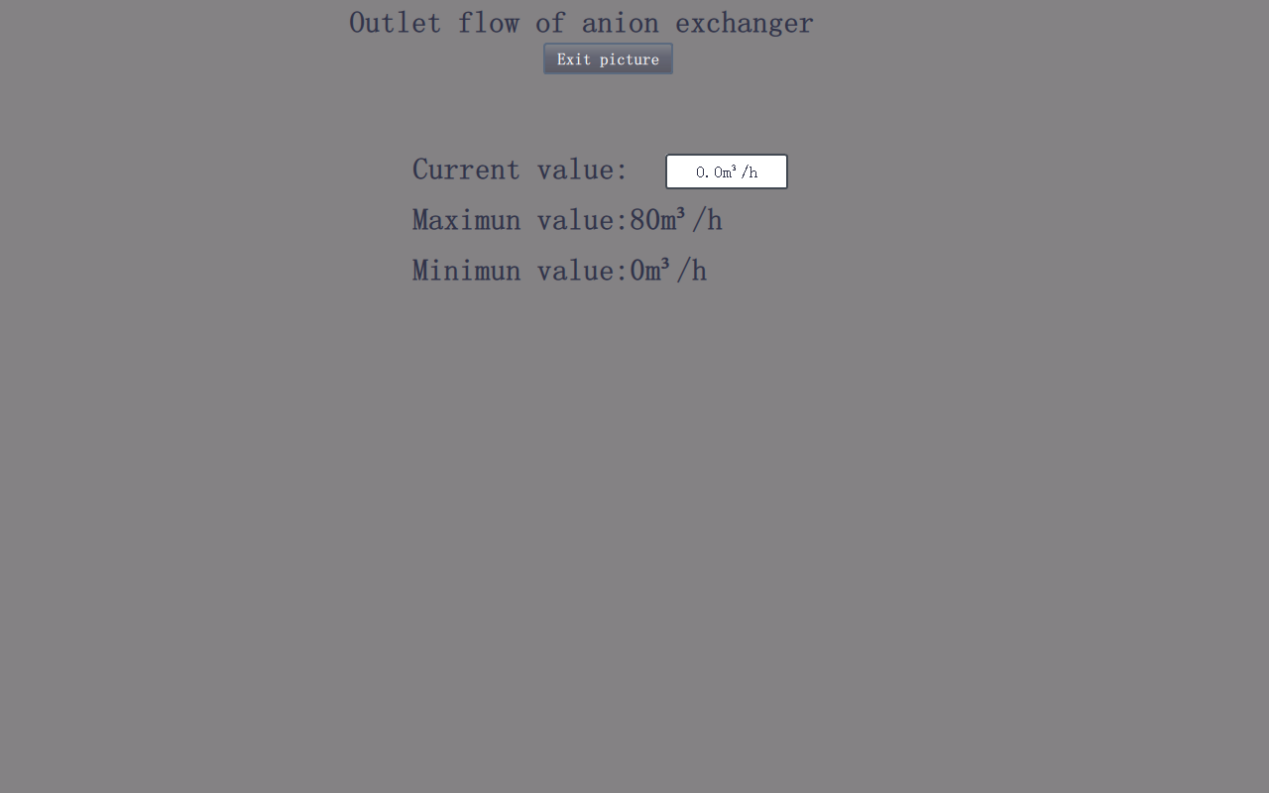 Outlet flow of anion exchanger
Exit picture
Current value: 0.0m³/h
Maximun value:80m³/h
Minimun value:0m³/h